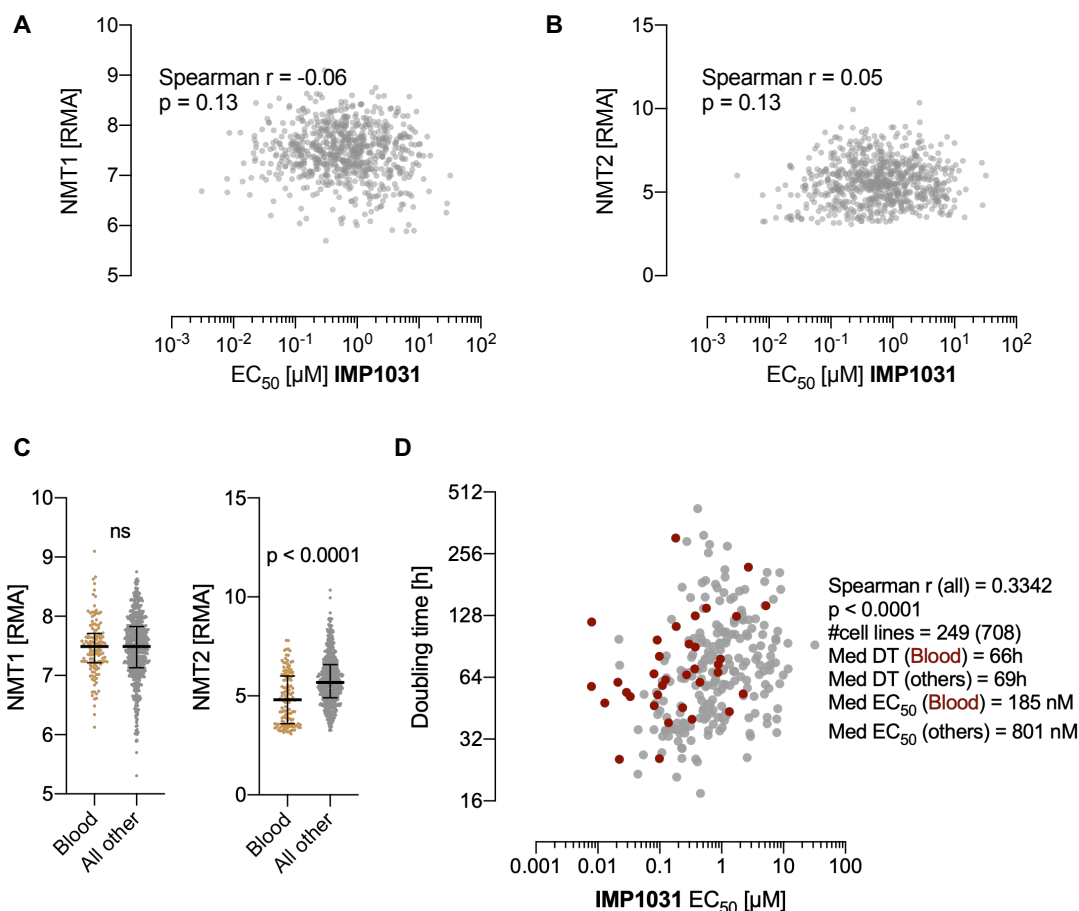 A
10
9
8
7
6
5
NMT1 [RMA]
Spearman r = -0.06
p = 0.13
10⁻³ 10⁻² 10⁻¹ 10⁰ 10¹ 10²
EC₅₀ [µM] IMP1031
B
15
10
5
0
NMT2 [RMA]
Spearman r = 0.05
p = 0.13
10⁻³ 10⁻² 10⁻¹ 10⁰ 10¹ 10²
EC₅₀ [µM] IMP1031
C
10
9
8
7
6
5
NMT1 [RMA]
ns
Blood
All other
15
10
5
0
NMT2 [RMA]
p < 0.0001
Blood
All other
D
512
256
128
64
32
16
Doubling time [h]
0.001 0.01 0.1 1 10 100
IMP1031 EC₅₀ [µM]
Spearman r (all) = 0.3342
p < 0.0001
#cell lines = 249 (708)
Med DT (Blood) = 66h
Med DT (others) = 69h
Med EC₅₀ (Blood) = 185 nM
Med EC₅₀ (others) = 801 nM